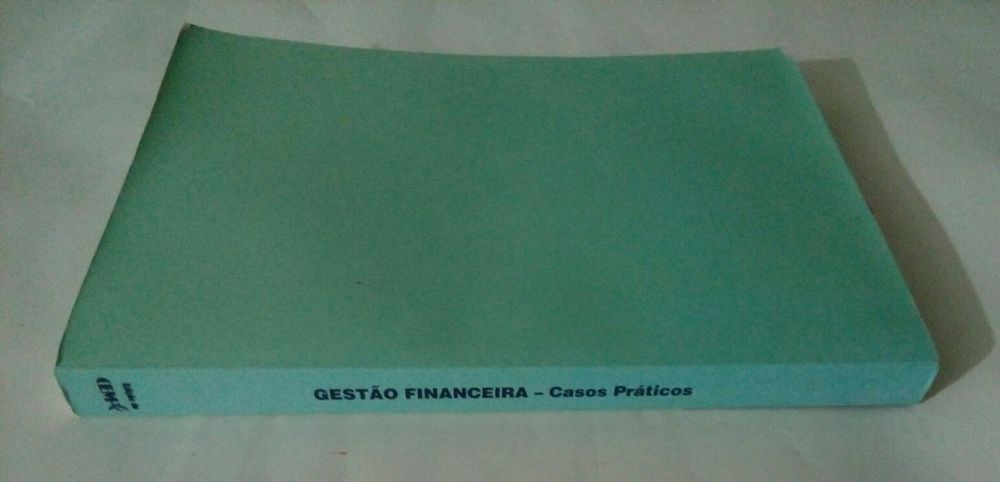 GESTÃO FINANCEIRA – Casos Práticos